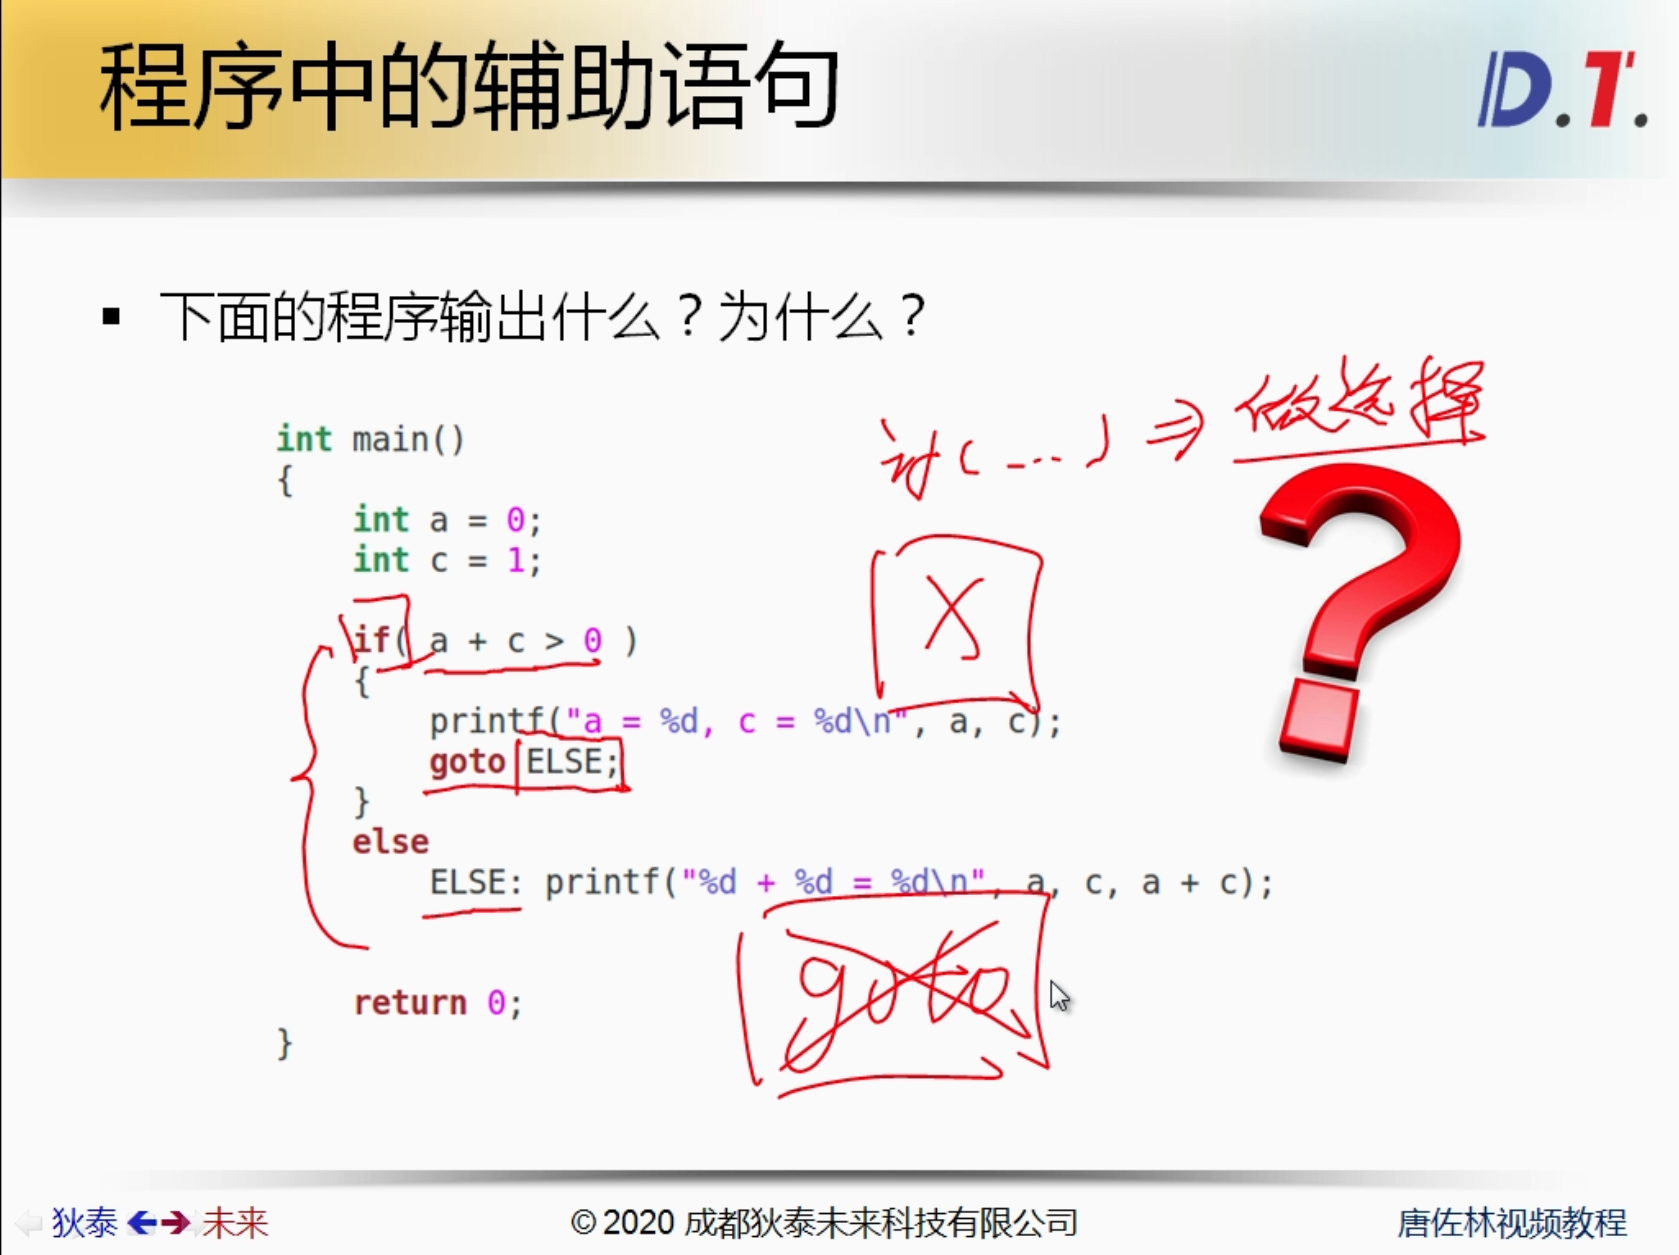 程序中的辅助语句
D.T.
▪ 下面的程序输出什么？为什么？
if( ... ) ⇒ 做选择
int main()
{
    int a = 0;
    int c = 1;
X
    if( a + c > 0 )
    {
        printf("a = %d, c = %d\n", a, c);
        goto ELSE;
    }
    else
        ELSE: printf("%d + %d = %d\n", a, c, a + c);
goto
    return 0;
}
狄泰 未来
© 2020 成都狄泰未来科技有限公司
唐佐林视频教程